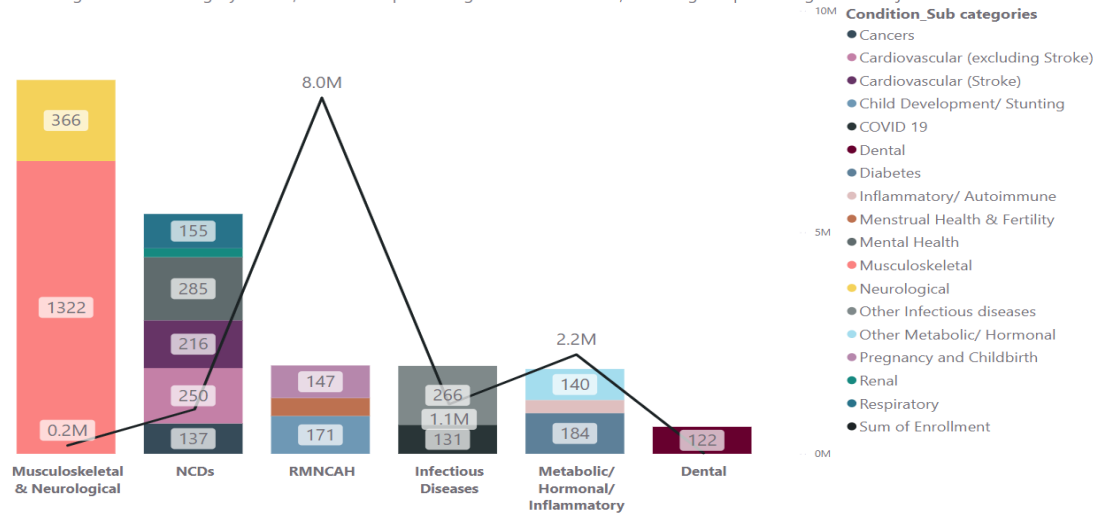 10M
Condition_Sub categories
Cancers
Cardiovascular (excluding Stroke)
Cardiovascular (Stroke)
Child Development/ Stunting
COVID 19
Dental
Diabetes
Inflammatory/ Autoimmune
Menstrual Health & Fertility
Mental Health
Musculoskeletal
Neurological
Other Infectious diseases
Other Metabolic/ Hormonal
Pregnancy and Childbirth
Renal
Respiratory
Sum of Enrollment
5M
0M
366
1322
0.2M
155
285
216
250
137
8.0M
147
171
266
1.1M
131
2.2M
140
184
122
Musculoskeletal
& Neurological
NCDs
RMNCAH
Infectious
Diseases
Metabolic/
Hormonal/
Inflammatory
Dental